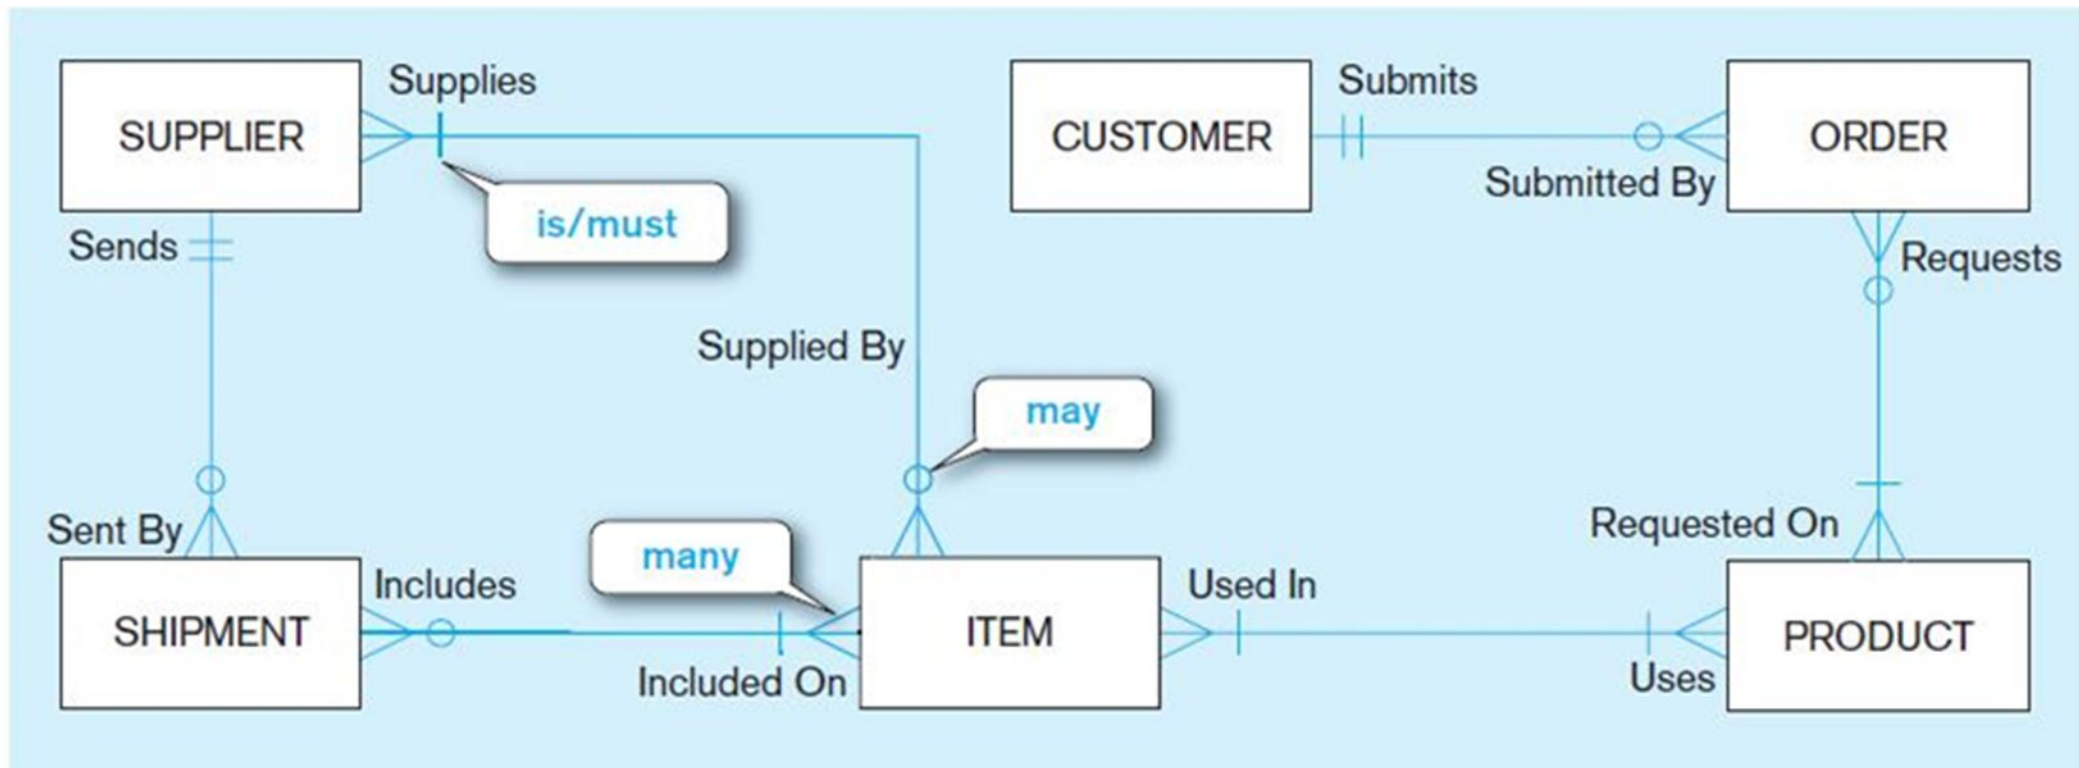 Supplies
SUPPLIER
is/must
Sends
Supplied By
may
Sent By
many
SHIPMENT
Includes
Included On
ITEM
CUSTOMER
Submits
Submitted By
ORDER
Requests
Requested On
Used In
Uses
PRODUCT